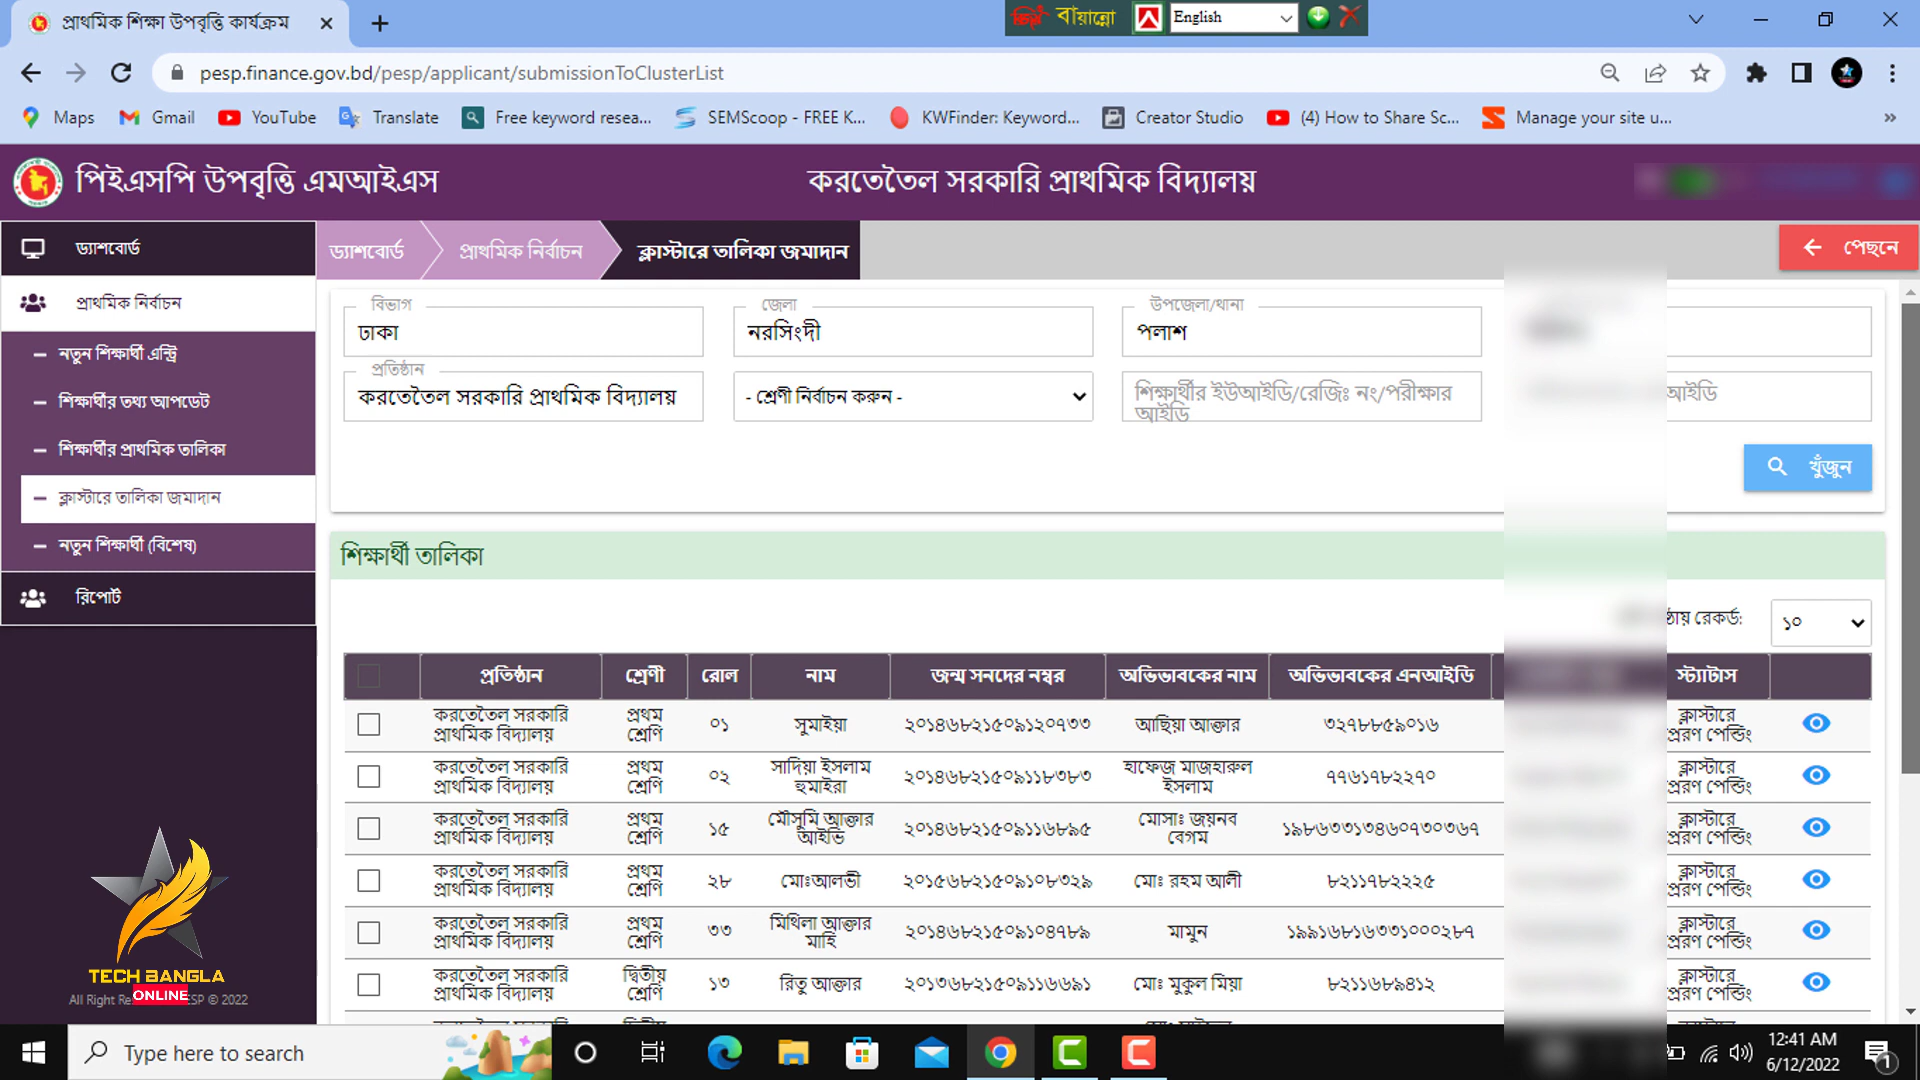 প্রাথমিক শিক্ষা উপবৃত্তি কার্যক্রম
বায়ান্নো
English
pesp.finance.gov.bd/pesp/applicant/submissionToClusterList
Maps Gmail YouTube Translate Free keyword resea... SEMScoop - FREE K... KWFinder: Keyword... Creator Studio (4) How to Share Sc... Manage your site u... »
পিইএসপি উপবৃত্তি এমআইএস
করতেতৈল সরকারি প্রাথমিক বিদ্যালয়
ড্যাশবোর্ড
প্রাথমিক নির্বাচন
নতুন শিক্ষার্থী এন্ট্রি
শিক্ষার্থীর তথ্য আপডেট
শিক্ষার্থীর প্রাথমিক তালিকা
ক্লাস্টারে তালিকা জমাদান
নতুন শিক্ষার্থী (বিশেষ)
রিপোর্ট
ড্যাশবোর্ড প্রাথমিক নির্বাচন ক্লাস্টারে তালিকা জমাদান
পেছনে
বিভাগ জেলা উপজেলা/থানা
ঢাকা নরসিংদী পলাশ
প্রতিষ্ঠান
করতেতৈল সরকারি প্রাথমিক বিদ্যালয় - শ্রেণী নির্বাচন করুন - শিক্ষার্থীর ইউআইডি/রেজিঃ নং/পরীক্ষার আইডি
আইডি
খুঁজুন
শিক্ষার্থী তালিকা
রেকর্ড: ১০
প্রতিষ্ঠান শ্রেণী রোল নাম জন্ম সনদের নম্বর অভিভাবকের নাম অভিভাবকের এনআইডি স্ট্যাটাস
করতেতৈল সরকারি প্রাথমিক বিদ্যালয় প্রথম শ্রেণি ০১ সুমাইয়া ২০১৪৬৮২১৫০৯১২০৭৩৩ আছিয়া আক্তার ৩২৭৮৮৫৯০১৬ ক্লাস্টারে প্রেরণ পেন্ডিং
করতেতৈল সরকারি প্রাথমিক বিদ্যালয় প্রথম শ্রেণি ০২ সাদিয়া ইসলাম হুমাইরা ২০১৪৬৮২১৫০৯১১৮৩৮৩ হাফেজ মাজহারুল ইসলাম ৭৭৬১৭৮২২৭০ ক্লাস্টারে প্রেরণ পেন্ডিং
করতেতৈল সরকারি প্রাথমিক বিদ্যালয় প্রথম শ্রেণি ১৫ মৌসুমি আক্তার আইভি ২০১৪৬৮২১৫০৯১১৬৮৯৫ মোসাঃ জয়নব বেগম ১৯৮৬৩৩১৩৪৬০৭৩০৩৬৭ ক্লাস্টারে প্রেরণ পেন্ডিং
করতেতৈল সরকারি প্রাথমিক বিদ্যালয় প্রথম শ্রেণি ২৮ মোঃআলভী ২০১৫৬৮২১৫০৯১০৮৩২৯ মোঃ রহম আলী ৮২১১৭৮২২২৫ ক্লাস্টারে প্রেরণ পেন্ডিং
করতেতৈল সরকারি প্রাথমিক বিদ্যালয় প্রথম শ্রেণি ৩৩ মিথিলা আক্তার মাহি ২০১৪৬৮২১৫০৯১০৪৭৮৯ মামুন ১৯৯১৬৮১৬৩৩১০০০২৮৭ ক্লাস্টারে প্রেরণ পেন্ডিং
করতেতৈল সরকারি প্রাথমিক বিদ্যালয় দ্বিতীয় শ্রেণি ১৩ রিতু আক্তার ২০১৩৬৮২১৫০৯১১৬৬৯১ মোঃ মুকুল মিয়া ৮২১১৬৮৯৪১২ ক্লাস্টারে প্রেরণ পেন্ডিং
TECH BANGLA
ONLINE
All Right Re ESP © 2022
Type here to search
12:41 AM
6/12/2022
1